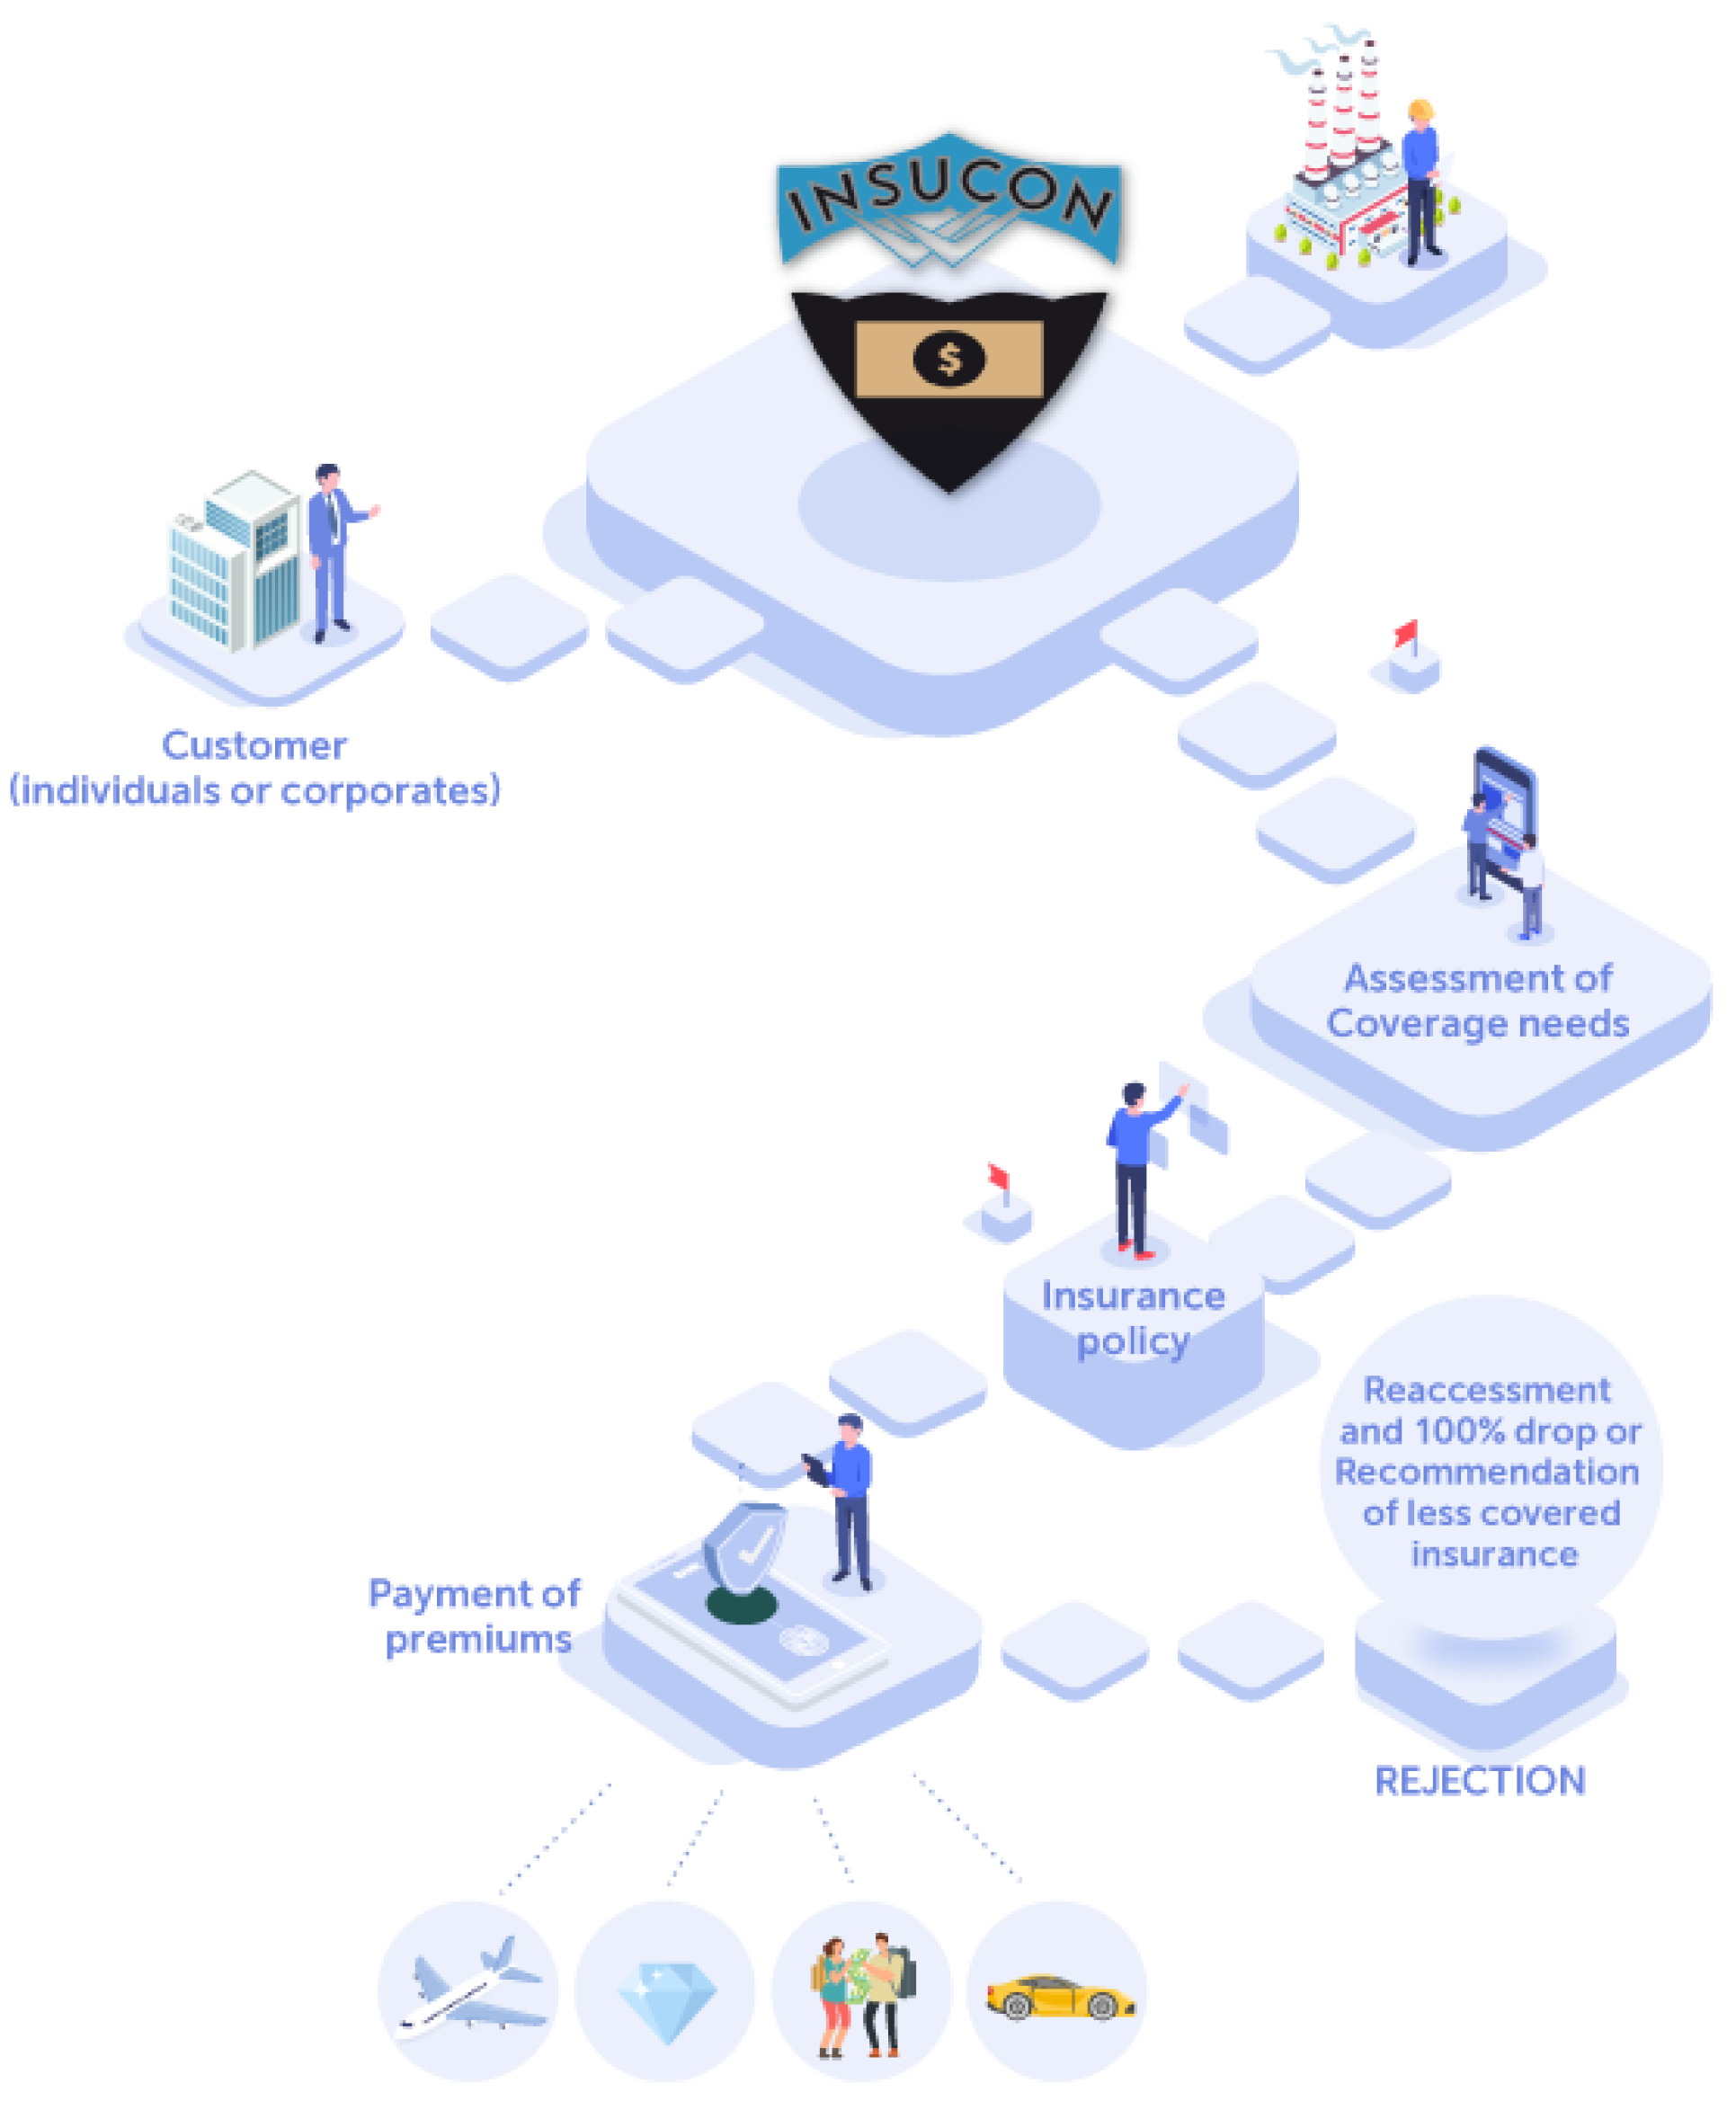 INSUCON
$
Customer
(individuals or corporates)
Assessment of
Coverage needs
Insurance
policy
Reaccessment
and 100% drop or
Recommendation
of less covered
insurance
Payment of
premiums
REJECTION